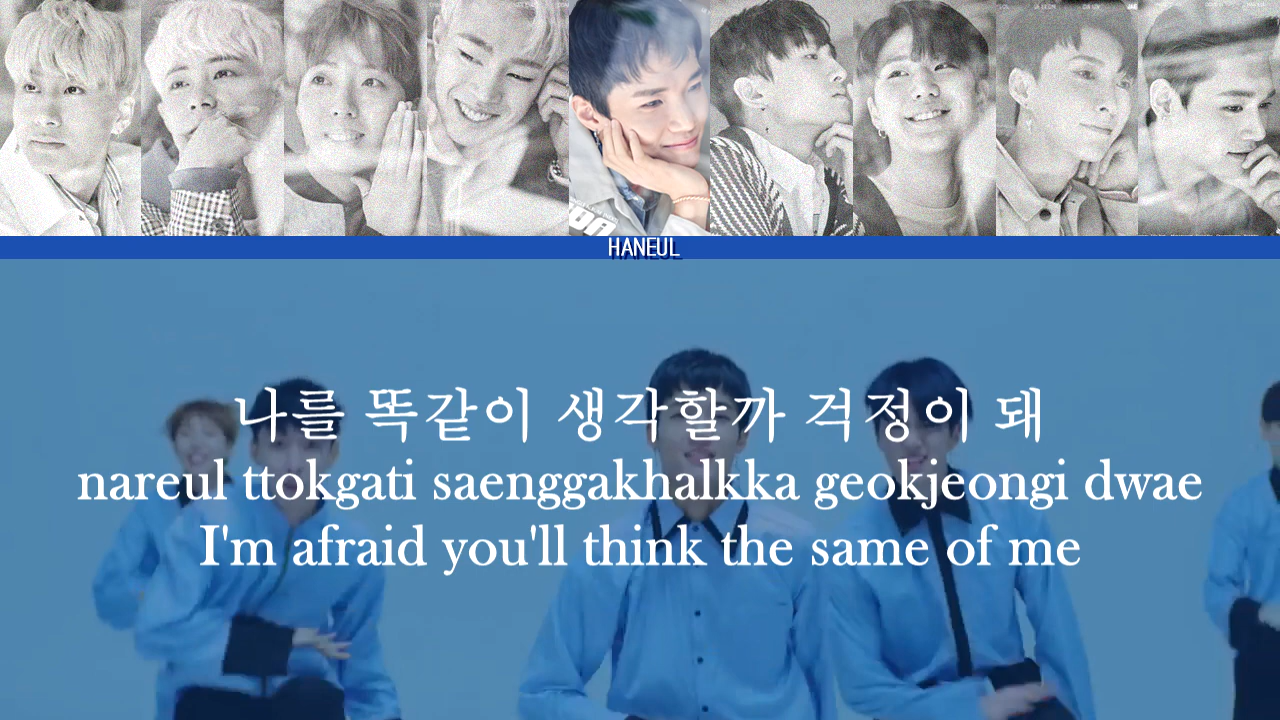 HANEUL
나를 똑같이 생각할까 걱정이 돼
nareul ttokgati saenggakhalkka geokjeongi dwae
I'm afraid you'll think the same of me